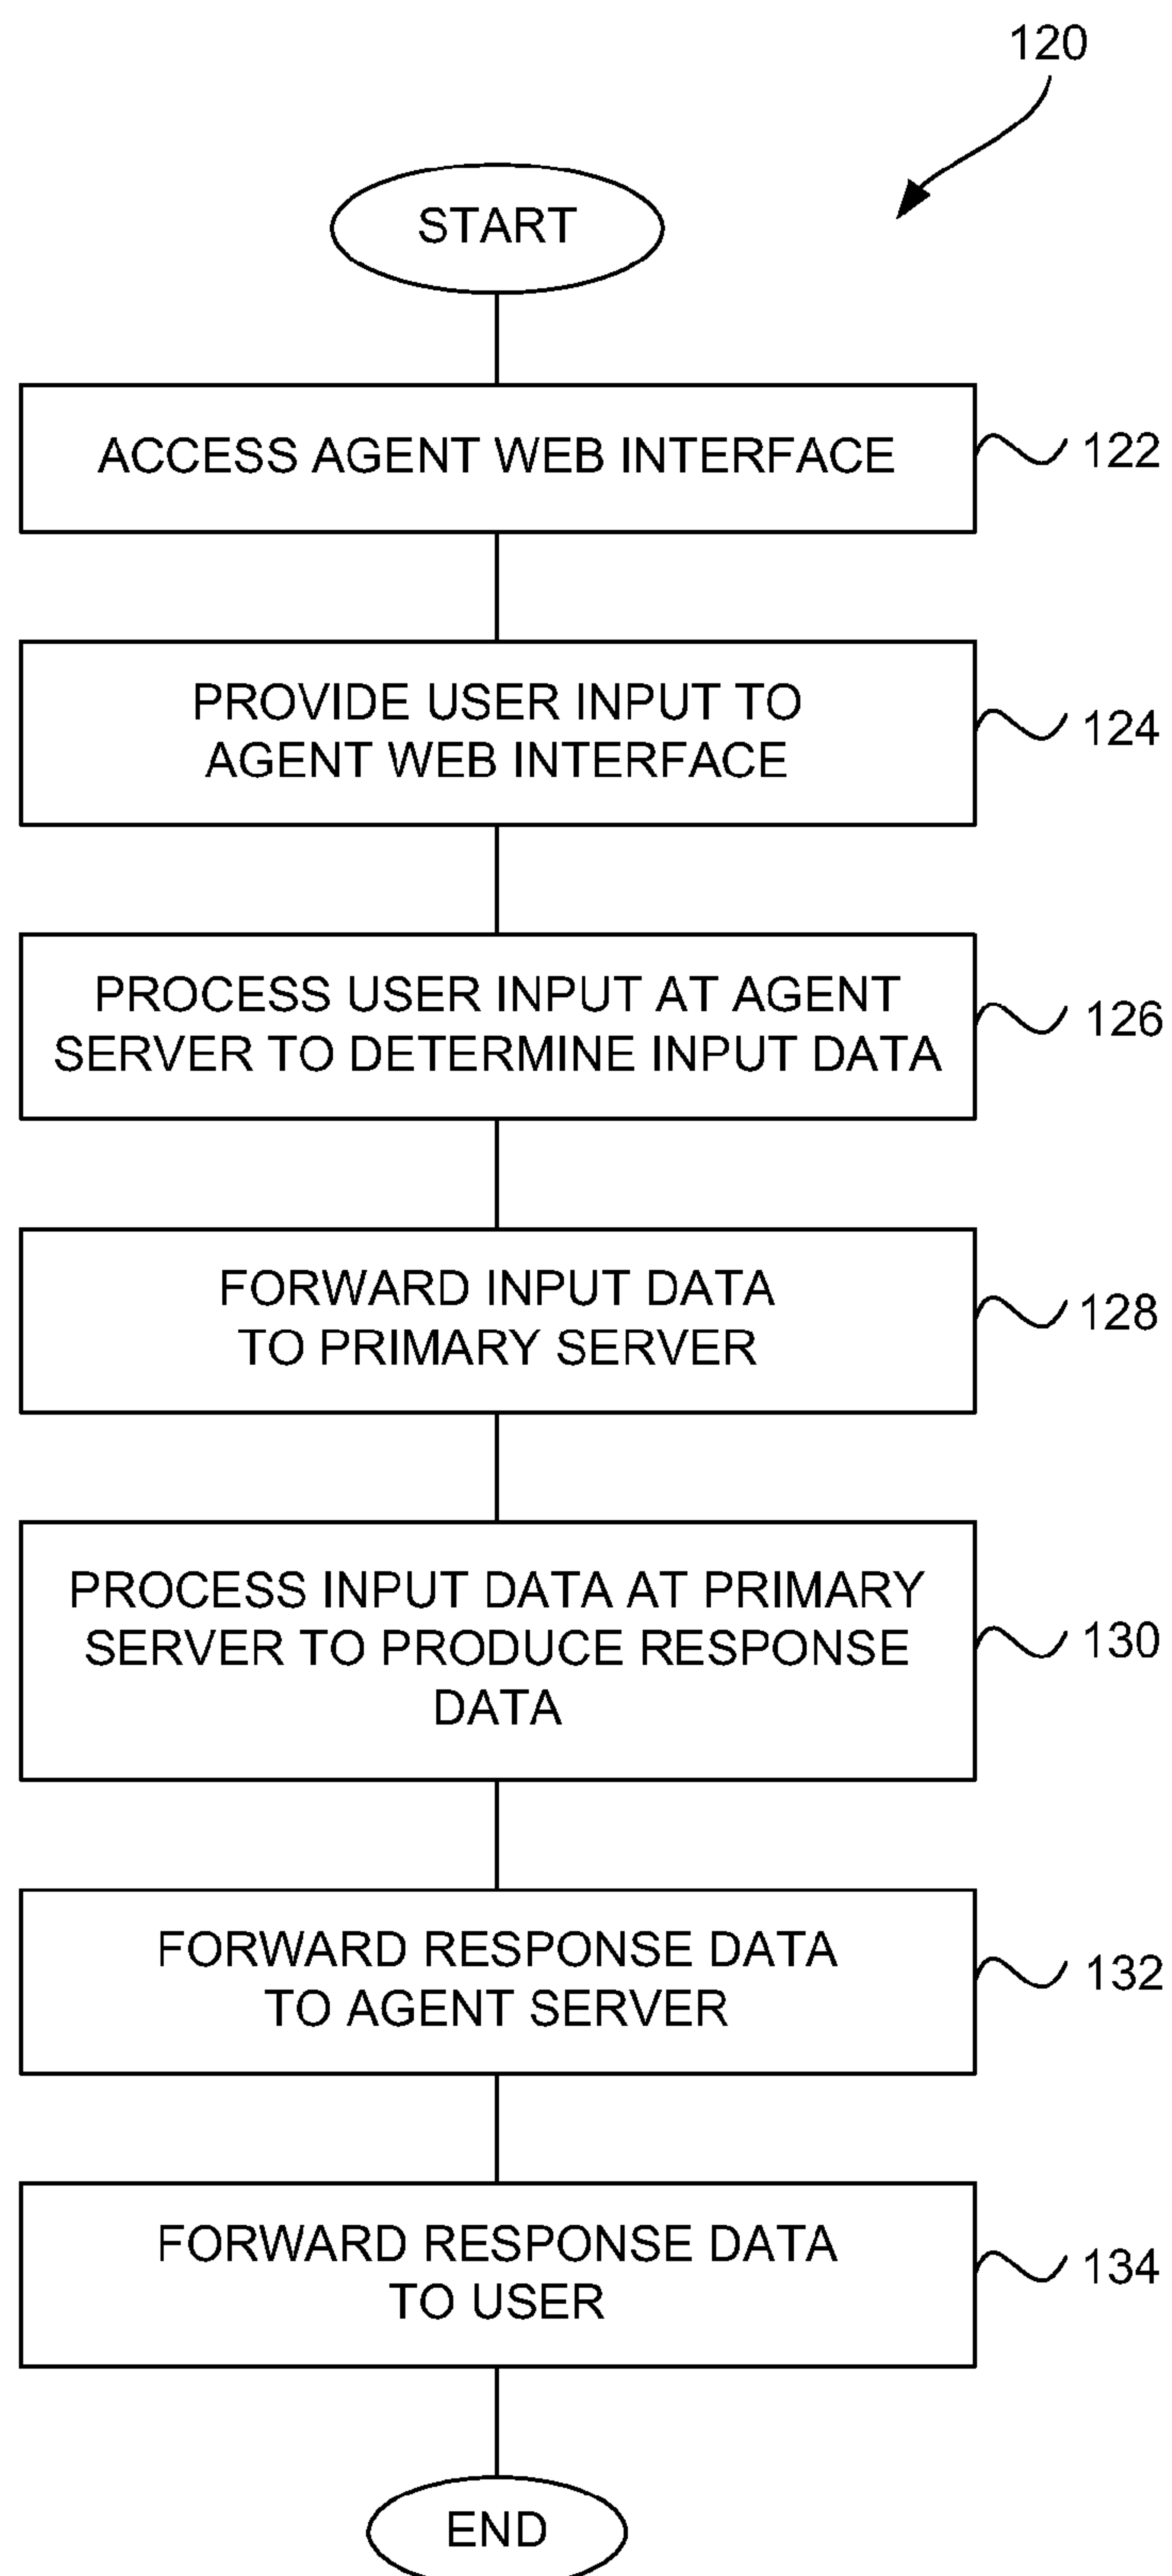 120
START
ACCESS AGENT WEB INTERFACE
122
PROVIDE USER INPUT TO
AGENT WEB INTERFACE
124
PROCESS USER INPUT AT AGENT
SERVER TO DETERMINE INPUT DATA
126
FORWARD INPUT DATA
TO PRIMARY SERVER
128
PROCESS INPUT DATA AT PRIMARY
SERVER TO PRODUCE RESPONSE
DATA
130
FORWARD RESPONSE DATA
TO AGENT SERVER
132
FORWARD RESPONSE DATA
TO USER
134
END